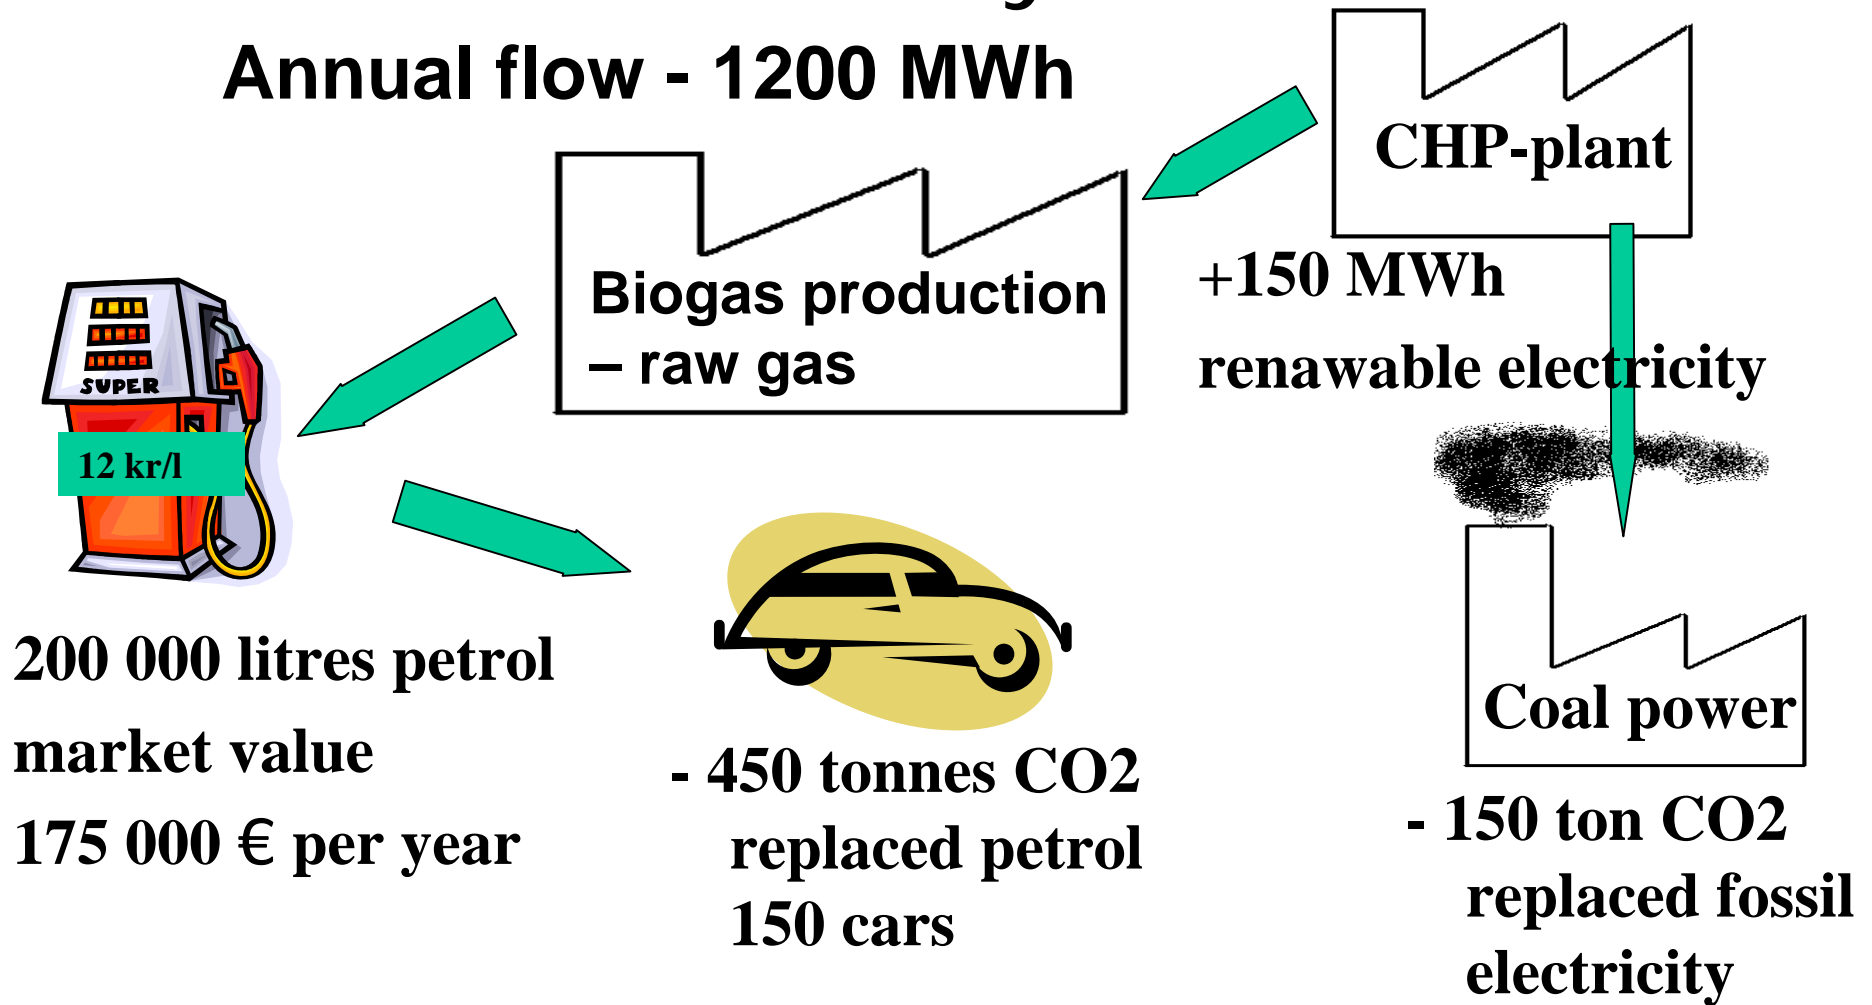 Annual flow - 1200 MWh
CHP-plant
Biogas production
– raw gas
+150 MWh
renawable electricity
SUPER
12 kr/l
200 000 litres petrol
market value
175 000 € per year
- 450 tonnes CO2
replaced petrol
150 cars
Coal power
- 150 ton CO2
replaced fossil
electricity